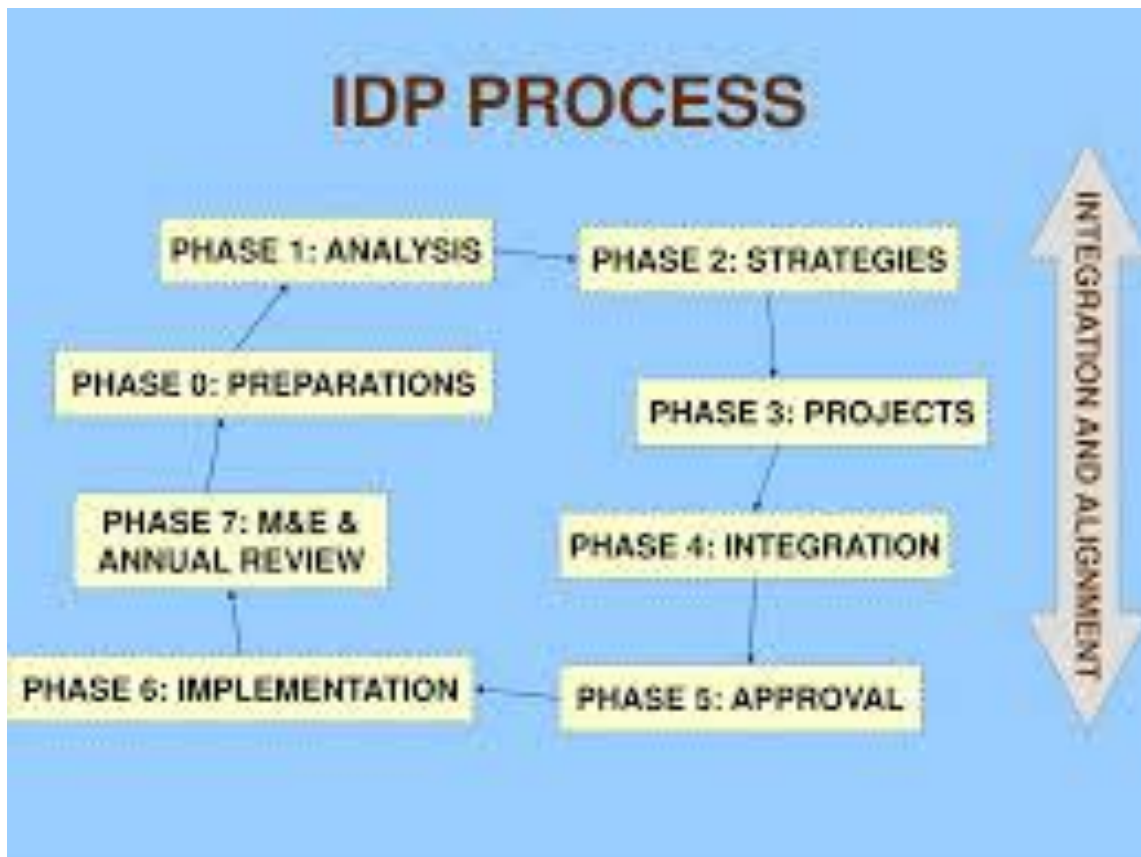 IDP PROCESS
PHASE 1: ANALYSIS
PHASE 2: STRATEGIES
PHASE 0: PREPARATIONS
PHASE 3: PROJECTS
PHASE 7: M&E &
ANNUAL REVIEW
PHASE 4: INTEGRATION
PHASE 6: IMPLEMENTATION
PHASE 5: APPROVAL
INTEGRATION AND ALIGNMENT